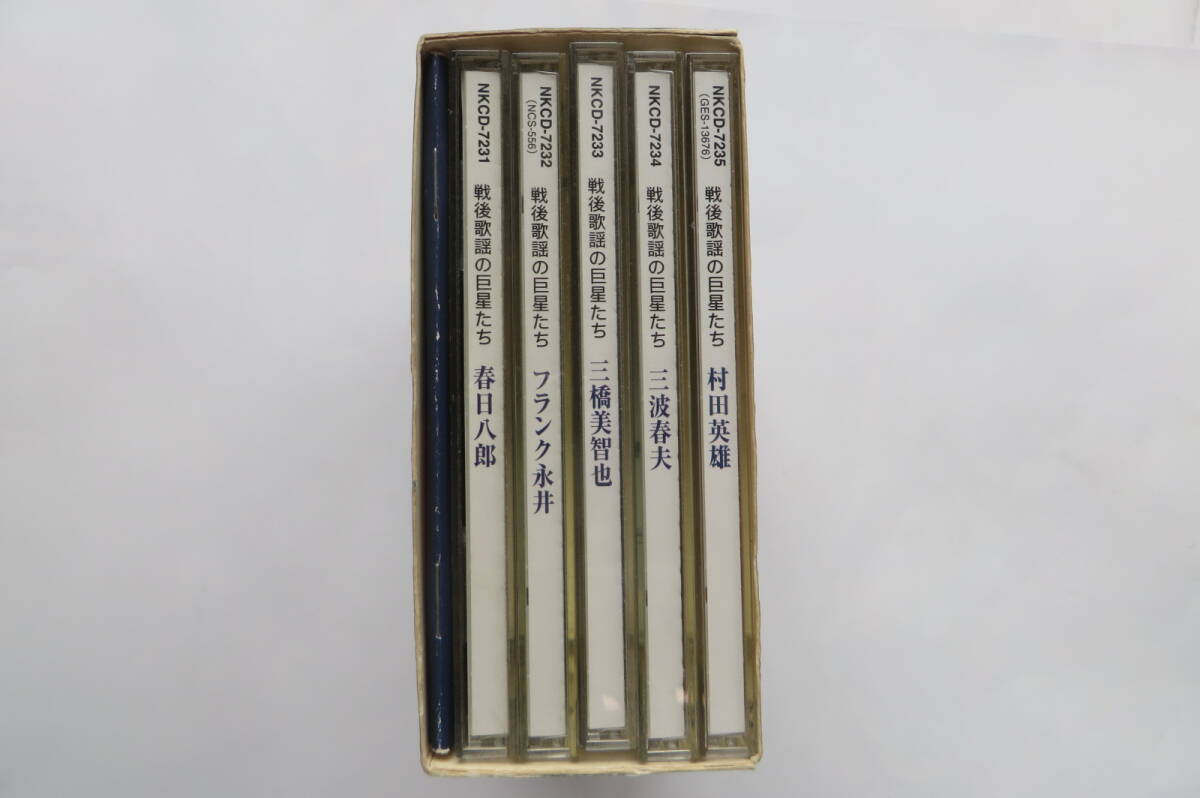 NKCD-7231 戦後歌謡の巨星たち 春日八郎
NKCD-7232 戦後歌謡の巨星たち フランク永井
(NCS-556)
NKCD-7233 戦後歌謡の巨星たち 三橋美智也
NKCD-7234 戦後歌謡の巨星たち 三波春夫
NKCD-7235 戦後歌謡の巨星たち 村田英雄
(GES-13676)